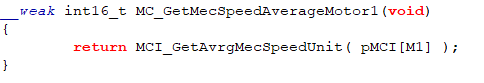 __weak int16_t MC_GetMecSpeedAverageMotor1(void)
{
return MCI_GetAvrgMecSpeedUnit( pMCI[M1] );
}